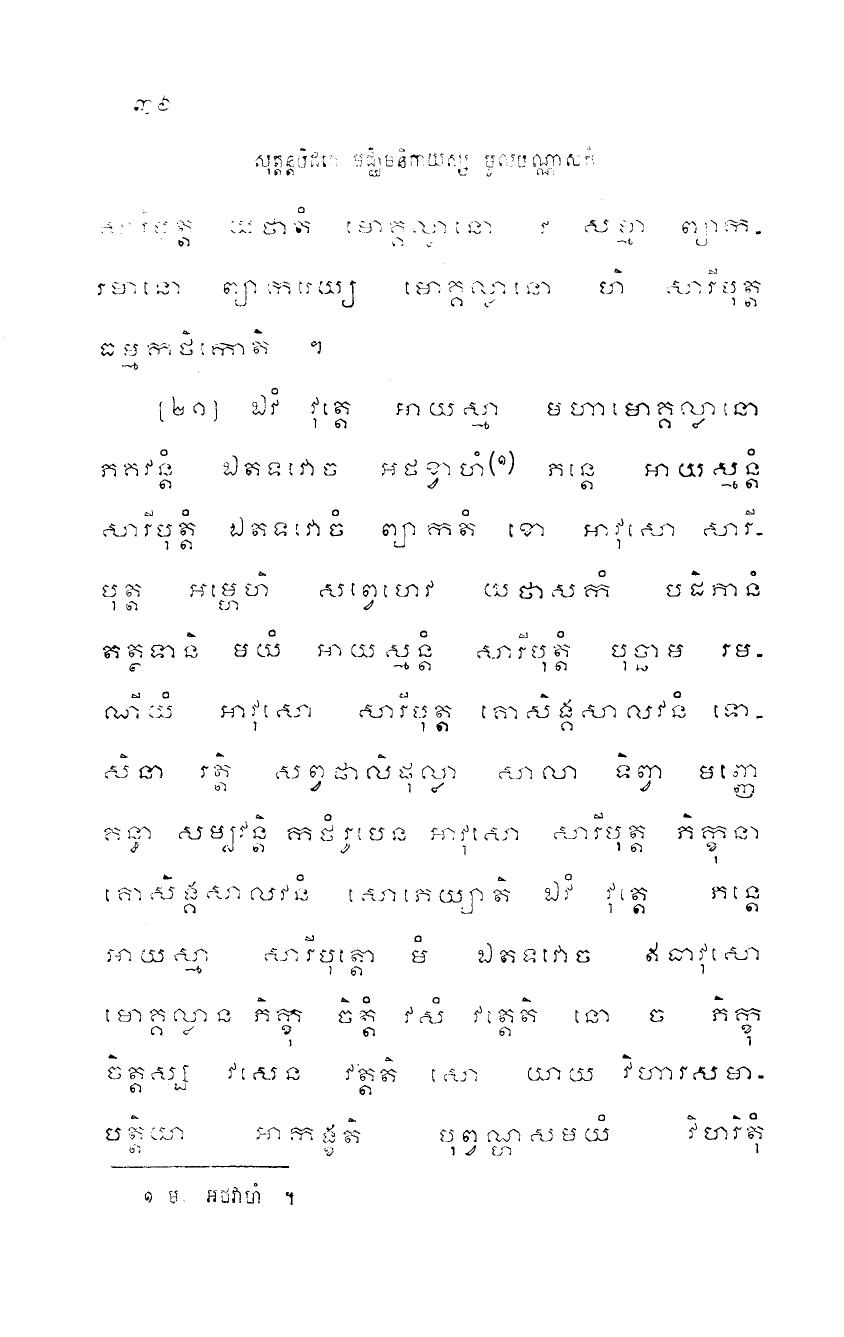 ៣៦
សុត្តន្តបិដកេ មជ្ឈិមនិកាយស្ស មូលបណ្ណាសកំ
សារីបុត្ត យថាតំ មោគ្គល្លានោ វ សម្មា ព្យាក-
រមានោ ព្យាករេយ្យ មោគ្គល្លានោ ហិ សារីបុត្ត
ធម្មកថិកោតិ ។
[២១] ឯវំ វុត្តេ អាយស្មា មហាមោគ្គល្លានោ
ភគវន្តំ ឯតទវោច អថខ្វាហំ(១) ភន្តេ អាយស្មន្តំ
សារីបុត្តំ ឯតទវោចំ ព្យាកតំ ខោ អាវុសោ សារី-
បុត្ត អម្ហេហិ សព្វេហេវ យថាសកំ បដិភានំ
តត្ថទានិ មយំ អាយស្មន្តំ សារីបុត្តំ បុច្ឆាម រម-
ណីយំ អាវុសោ សារីបុត្ត គោសិង្គសាលវនំ ទោ-
សិនា រត្តិ សព្វផាលិផុល្លា សាលា ទិព្វា មញ្ញេ
គន្ធា សម្បវន្តិ កថំរូបេន អាវុសោ សារីបុត្ត ភិក្ខុនា
គោសិង្គសាលវនំ សោភេយ្យាតិ ឯវំ វុត្តេ ភន្តេ
អាយស្មា សារីបុត្តោ មំ ឯតទវោច ឥធាវុសោ
មោគ្គល្លាន ភិក្ខុ ចិត្តំ វសំ វត្តេតិ នោ ច ភិក្ខុ
ចិត្តស្ស វសេន វត្តតិ សោ យាយ វិហារសមា-
បត្តិយា អាកង្ខតិ បុព្វណ្ហសមយំ វិហរិតុំ
១ ម. អថខ្វាហំ ។